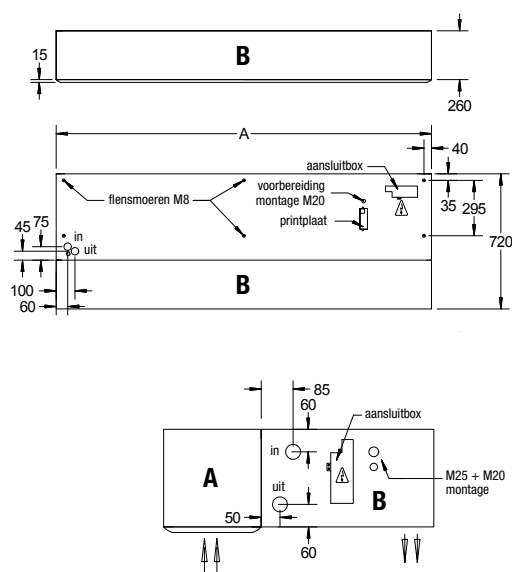 15
B
260
A
40
aansluitbox
flensmoeren M8
voorbereiding
montage M20
printplaat
35
295
720
75
45
in
uit
100
60
B
85
60
aansluitbox
in
A
uit
B
M25 + M20
montage
50
60